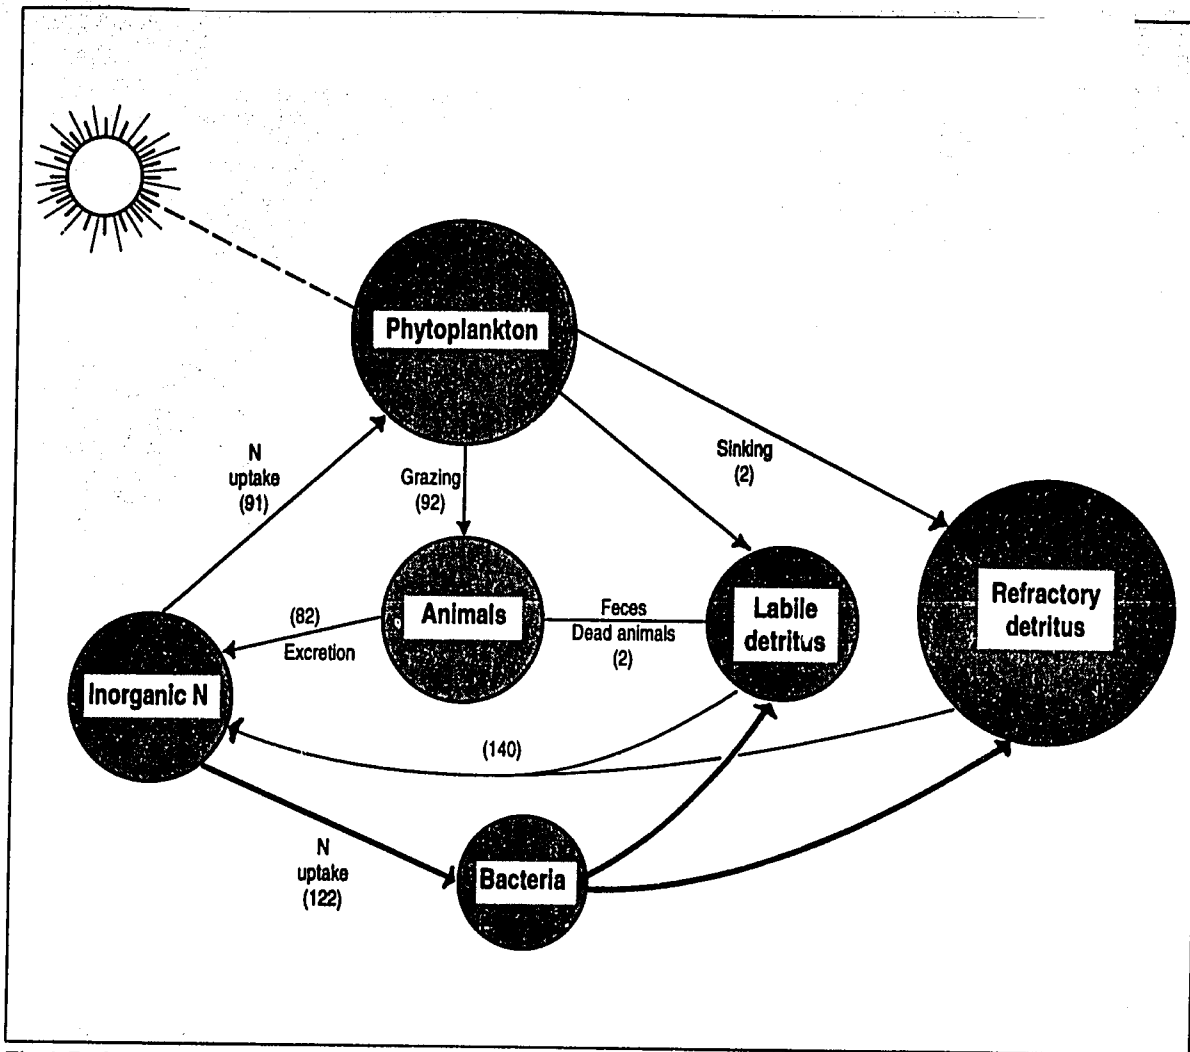 Phytoplankton
N
uptake
(91)
Grazing
(92)
Sinking
(2)
Animals
(82)
Excretion
Feces
Dead animals
(2)
Labile
detritus
Refractory
detritus
Inorganic N
(140)
N
uptake
(122)
Bacteria